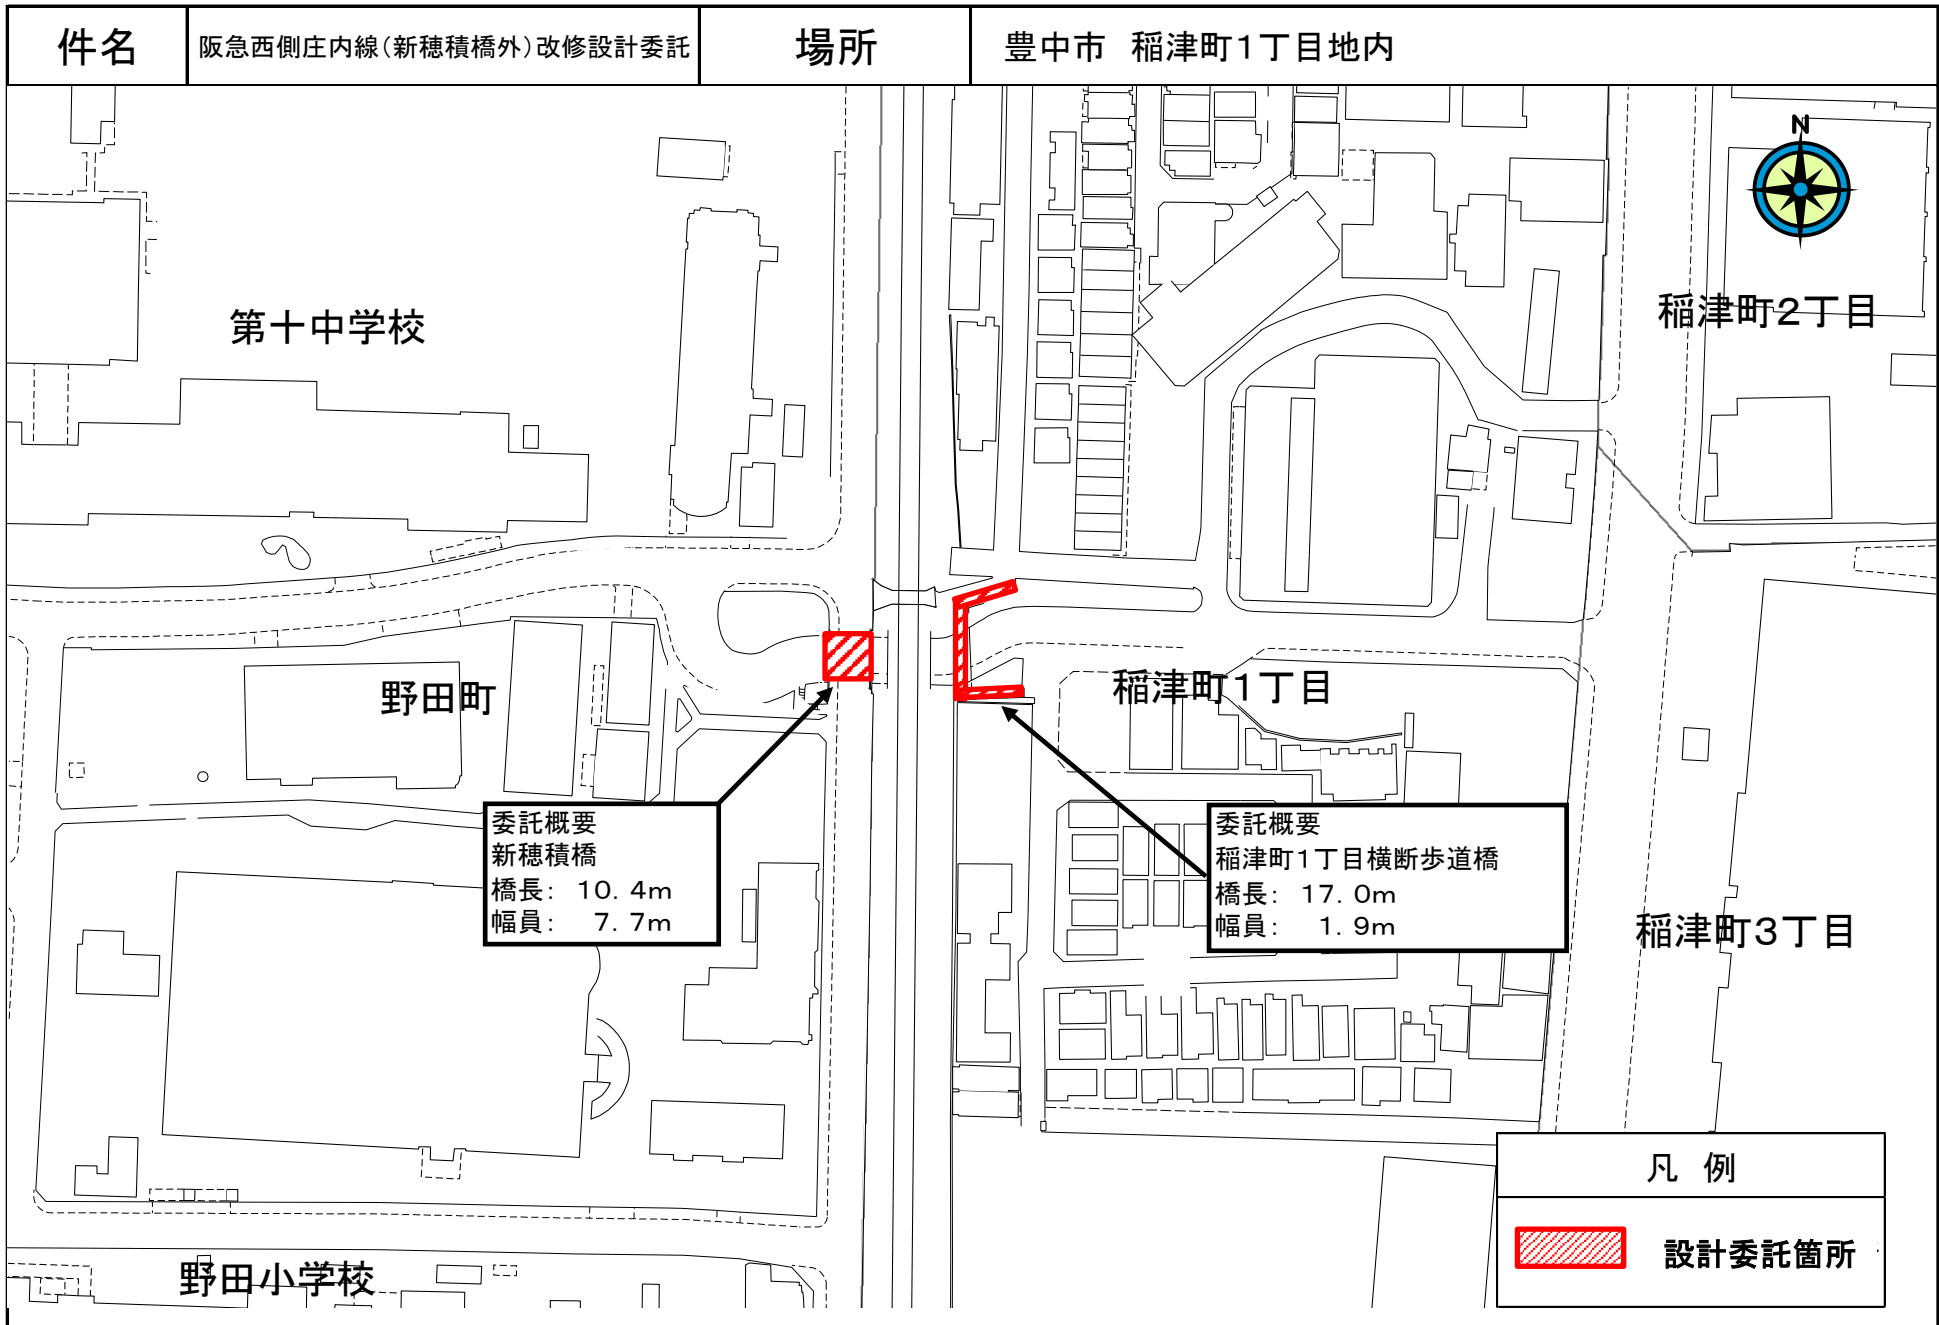 件名 阪急西側庄内線(新穂積橋外)改修設計委託 場所 豊中市 稲津町1丁目地内
N
稲津町2丁目
第十中学校
野田町
稲津町1丁目
委託概要
新穂積橋
橋長: 10.4m
幅員: 7.7m
委託概要
稲津町1丁目横断歩道橋
橋長: 17.0m
幅員: 1.9m
稲津町3丁目
凡例
設計委託箇所
野田小学校